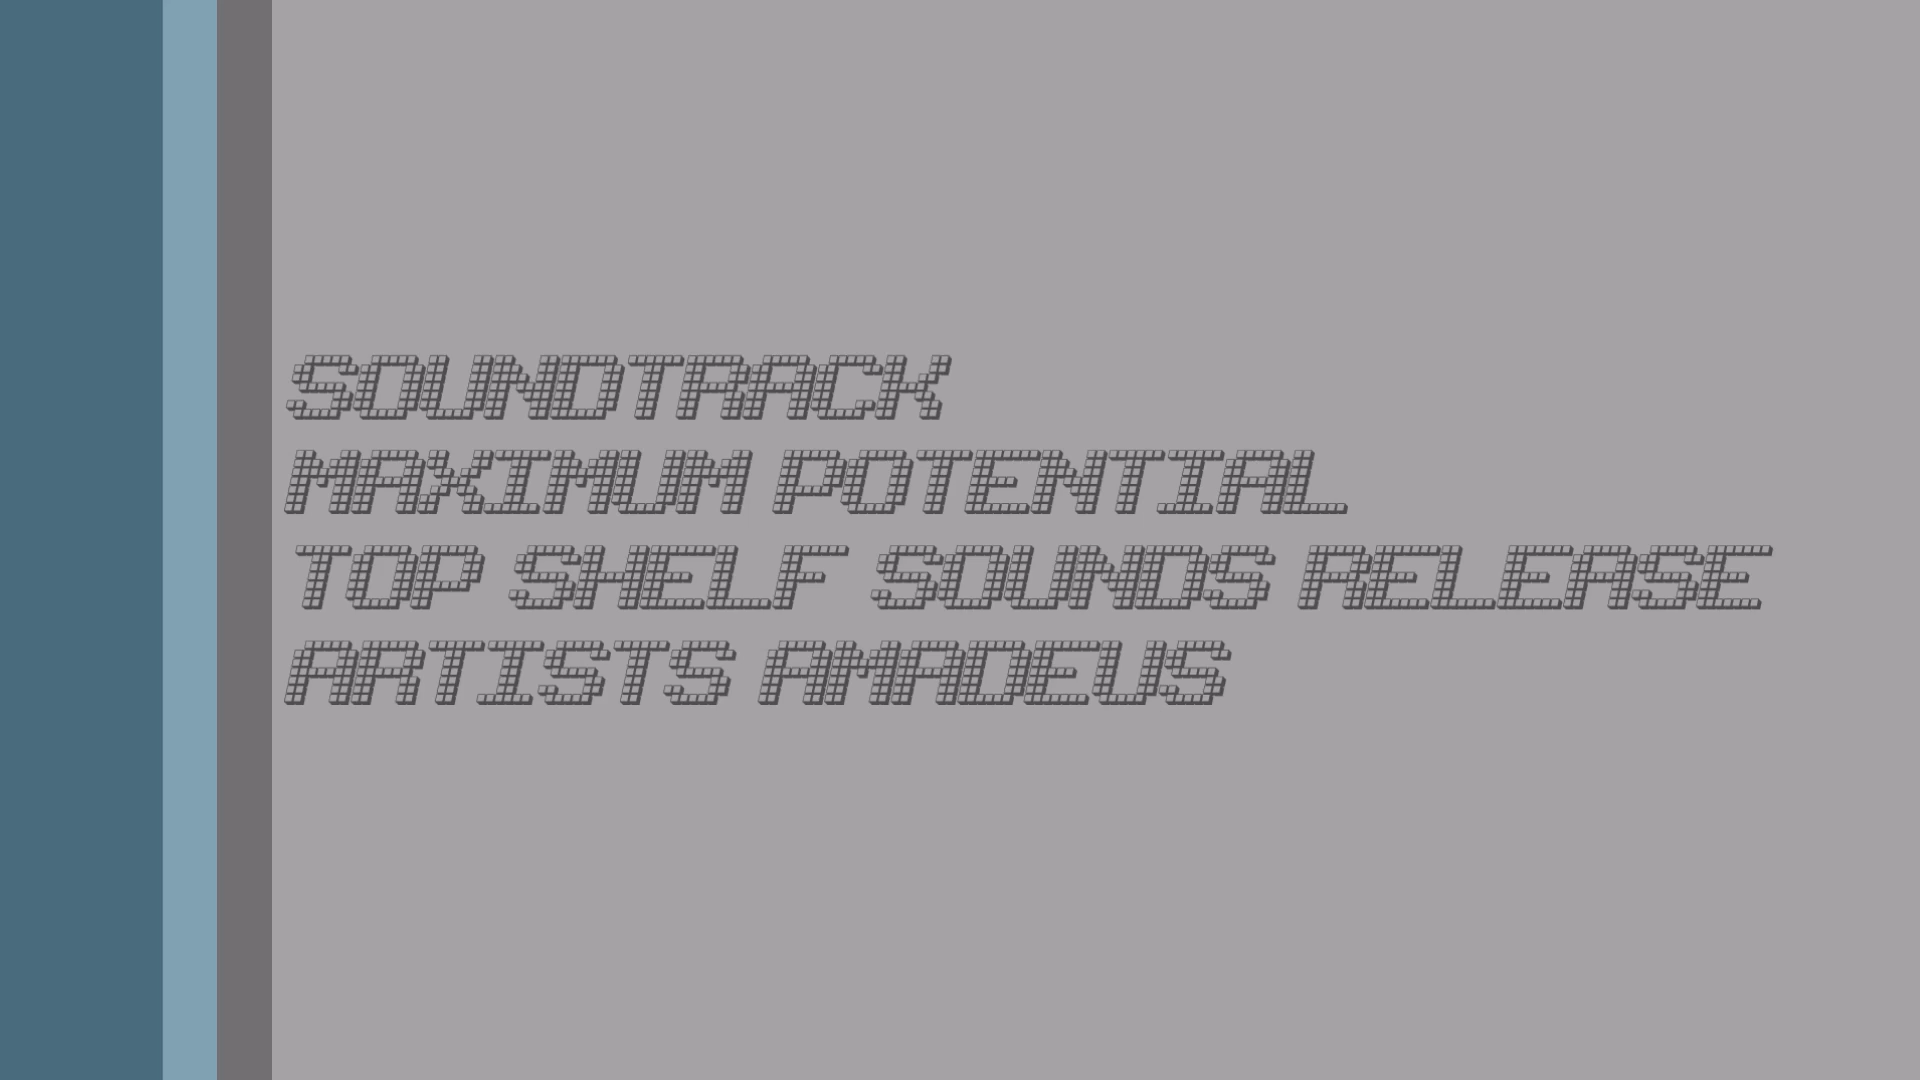 SOUNDTRACK
MAXIMUM POTENTIAL
TOP SHELF SOUNDS RELEASE
ARTISTS AMADEUS